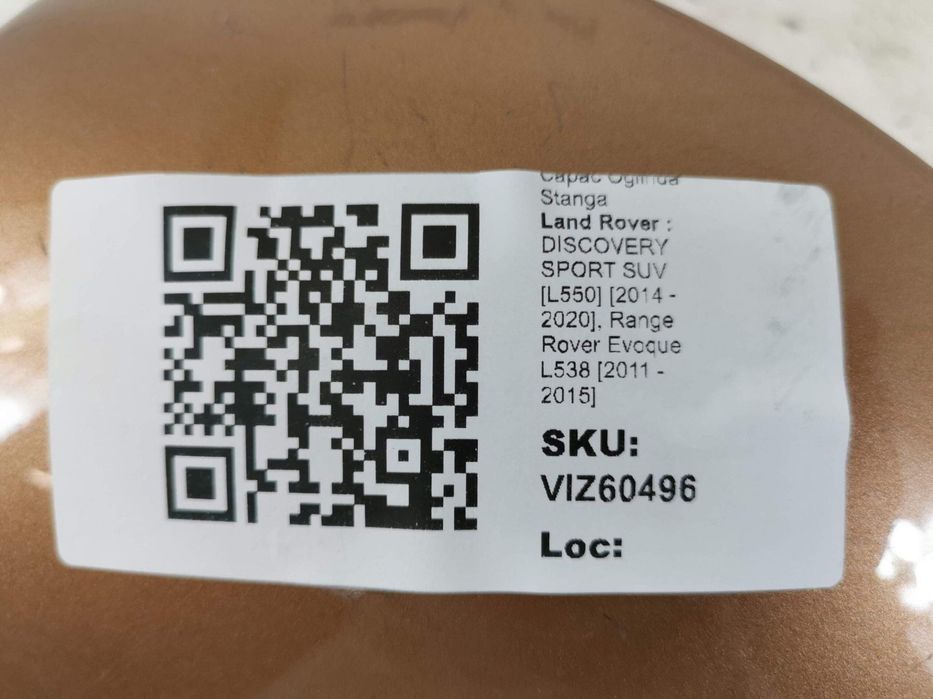 Capac Oglinda
Stanga
Land Rover :
DISCOVERY
SPORT SUV
[L550] [2014 -
2020], Range
Rover Evoque
L538 [2011 -
2015]
SKU:
VIZ60496
Loc: